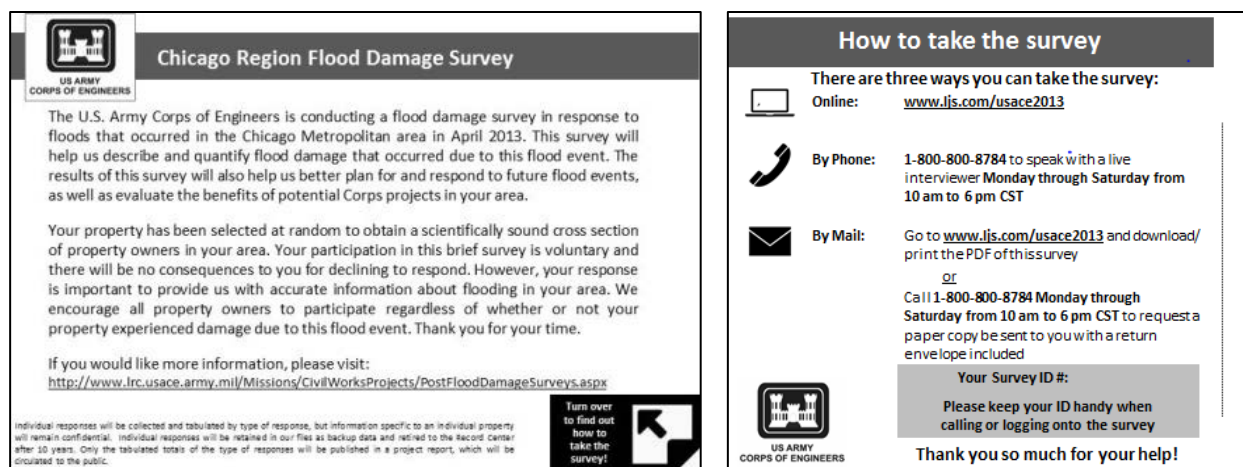 US ARMY
CORPS OF ENGINEERS
Chicago Region Flood Damage Survey
The U.S. Army Corps of Engineers is conducting a flood damage survey in response to
floods that occurred in the Chicago Metropolitan area in April 2013. This survey will
help us describe and quantify flood damage that occurred due to this flood event. The
results of this survey will also help us better plan for and respond to future flood events,
as well as evaluate the benefits of potential Corps projects in your area.
Your property has been selected at random to obtain a scientifically sound cross section
of property owners in your area. Your participation in this brief survey is voluntary and
there will be no consequences to you for declining to respond. However, your response
is important to provide us with accurate information about flooding in your area. We
encourage all property owners to participate regardless of whether or not your
property experienced damage due to this flood event. Thank you for your time.
If you would like more information, please visit:
http://www.lrc.usace.army.mil/Missions/CivilWorksProjects/PostFloodDamageSurveys.aspx
Individual responses will be collected and tabulated by type of response, but information specific to an individual property
will remain confidential. Individual responses will be retained in our files as backup data and retired to the Record Center
after 10 years. Only the tabulated totals of the type of responses will be published in a project report, which will be
circulated to the public.
Turn over
to find out
how to
take the
survey!
How to take the survey
There are three ways you can take the survey:
Online: www.ljs.com/usace2013
By Phone: 1-800-800-8784 to speak with a live
interviewer Monday through Saturday from
10 am to 6 pm CST
By Mail: Go to www.ljs.com/usace2013 and download/
print the PDF of this survey
or
Call 1-800-800-8784 Monday through
Saturday from 10 am to 6 pm CST to request a
paper copy be sent to you with a return
envelope included
Your Survey ID #:
Please keep your ID handy when
calling or logging onto the survey
US ARMY
CORPS OF ENGINEERS
Thank you so much for your help!